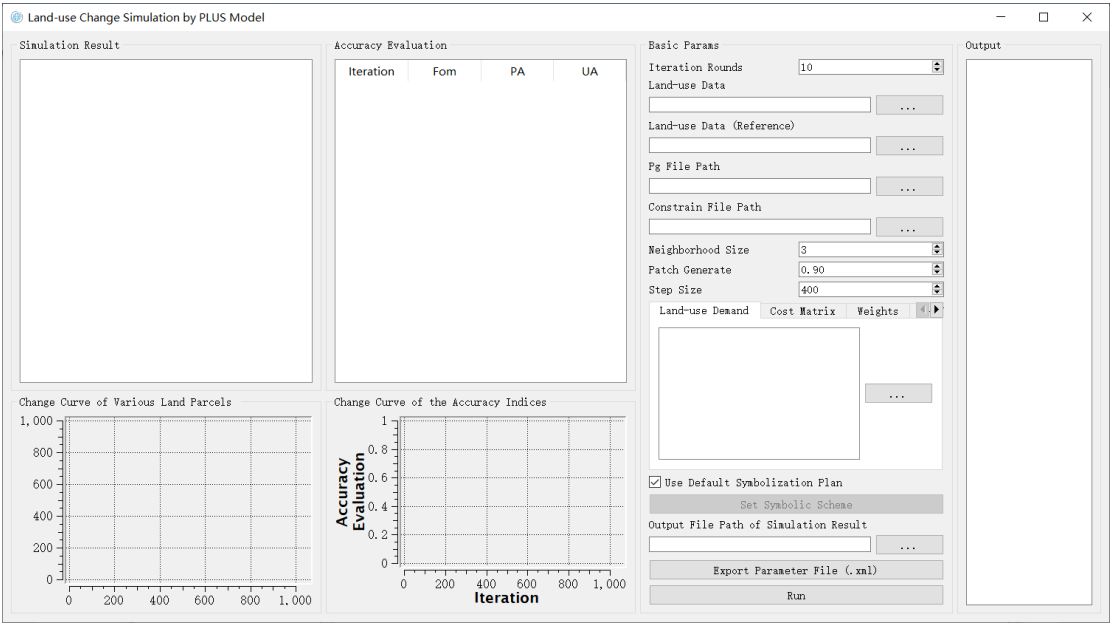 Land-use Change Simulation by PLUS Model
Simulation Result
Accuracy Evaluation
Iteration Fom PA UA
Basic Params
Iteration Rounds 10
Land-use Data
...
Land-use Data (Reference)
...
Pg File Path
...
Constrain File Path
...
Neighborhood Size 3
Patch Generate 0.90
Step Size 400
Land-use Demand Cost Matrix Weights
...
Use Default Symbolization Plan
Set Symbolic Scheme
Output File Path of Simulation Result
...
Export Parameter File (.xml)
Run
Output
Change Curve of Various Land Parcels
1,000
800
600
400
200
0
0 200 400 600 800 1,000
Change Curve of the Accuracy Indices
Accuracy
Evaluation
1
0.8
0.6
0.4
0.2
0
0 200 400 600 800 1,000
Iteration